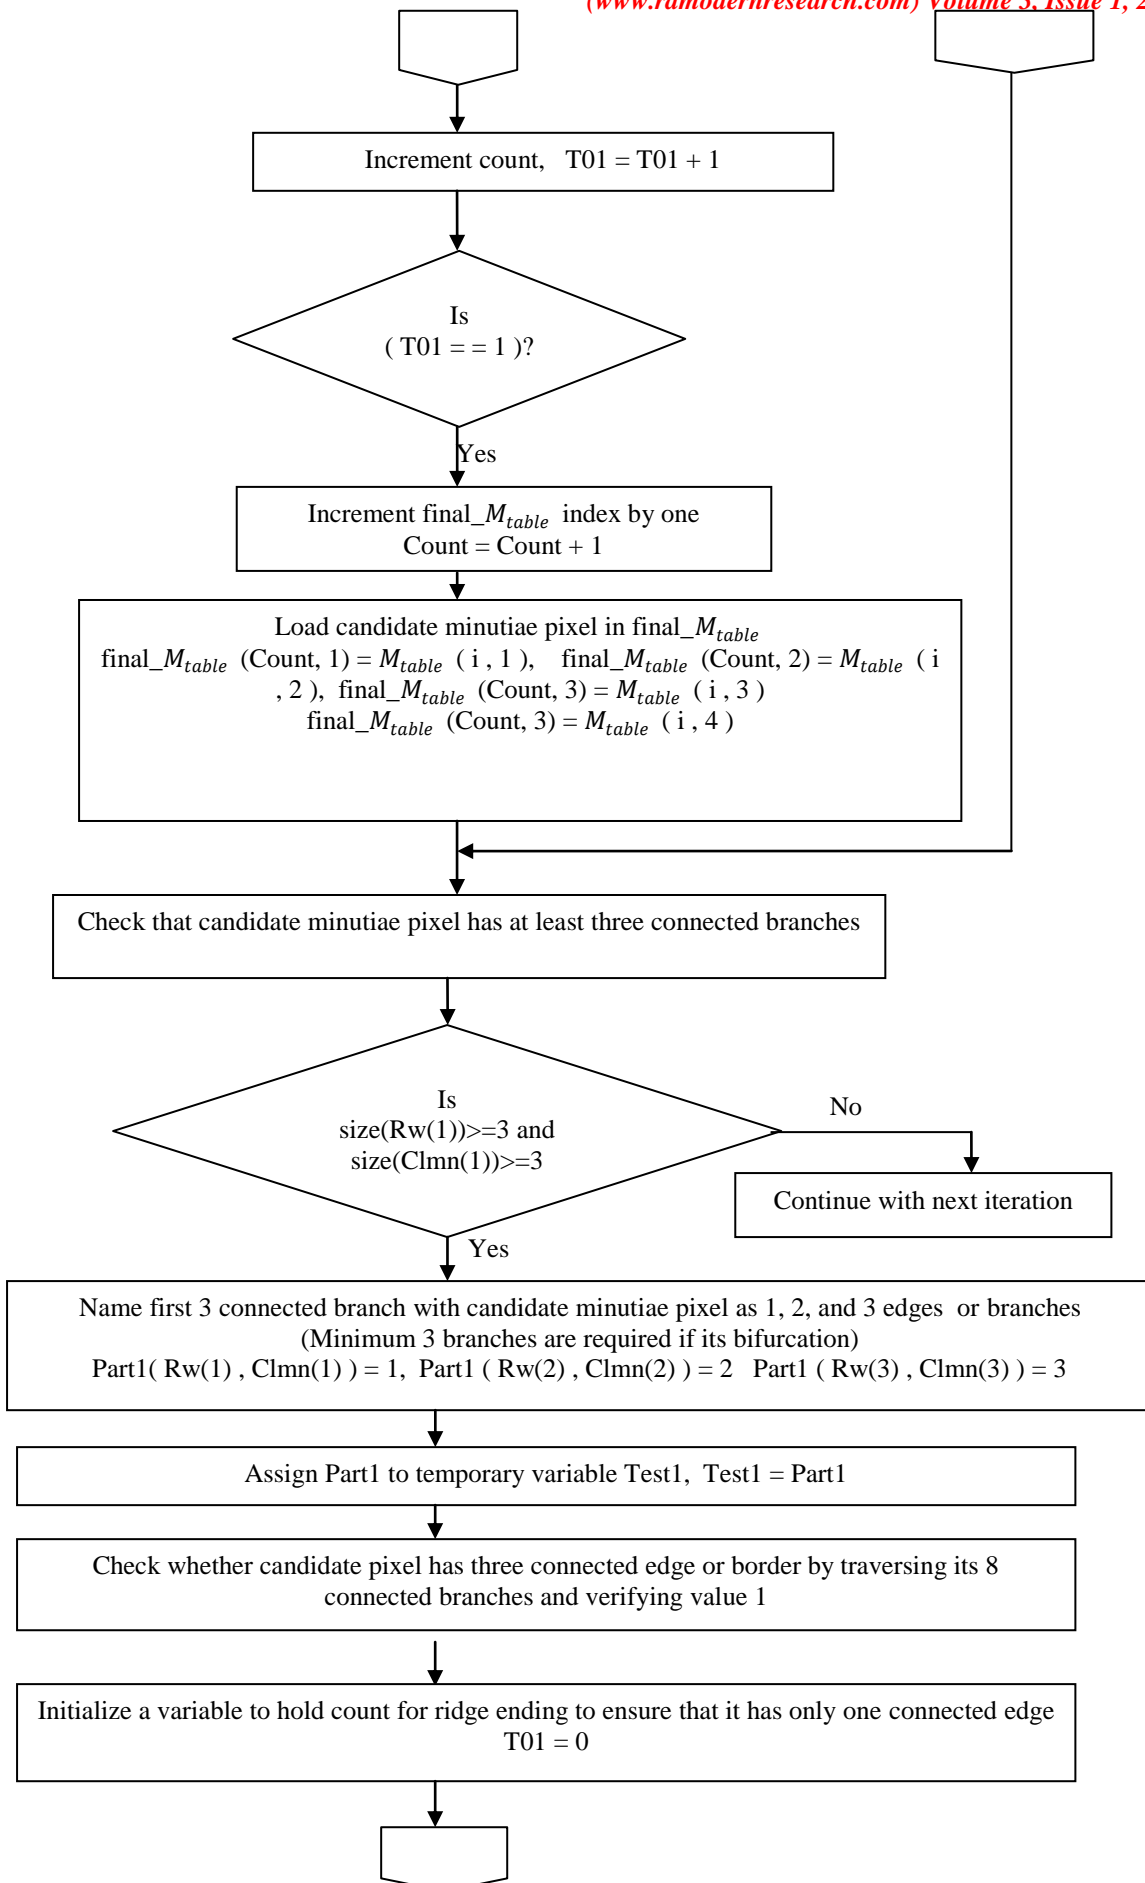 (www.ramodernresearch.com) Volume 3, Issue 1, 2
Increment count, T01 = T01 + 1
Is
( T01 = = 1 )?
Yes
Increment final_M_table index by one
Count = Count + 1
Load candidate minutiae pixel in final_M_table
final_M_table (Count, 1) = M_table ( i , 1 ), final_M_table (Count, 2) = M_table ( i
, 2 ), final_M_table (Count, 3) = M_table ( i , 3 )
final_M_table (Count, 3) = M_table ( i , 4 )
Check that candidate minutiae pixel has at least three connected branches
Is
size(Rw(1))>=3 and
size(Clmn(1))>=3
No
Continue with next iteration
Yes
Name first 3 connected branch with candidate minutiae pixel as 1, 2, and 3 edges or branches
(Minimum 3 branches are required if its bifurcation)
Part1( Rw(1) , Clmn(1) ) = 1, Part1 ( Rw(2) , Clmn(2) ) = 2 Part1 ( Rw(3) , Clmn(3) ) = 3
Assign Part1 to temporary variable Test1, Test1 = Part1
Check whether candidate pixel has three connected edge or border by traversing its 8
connected branches and verifying value 1
Initialize a variable to hold count for ridge ending to ensure that it has only one connected edge
T01 = 0